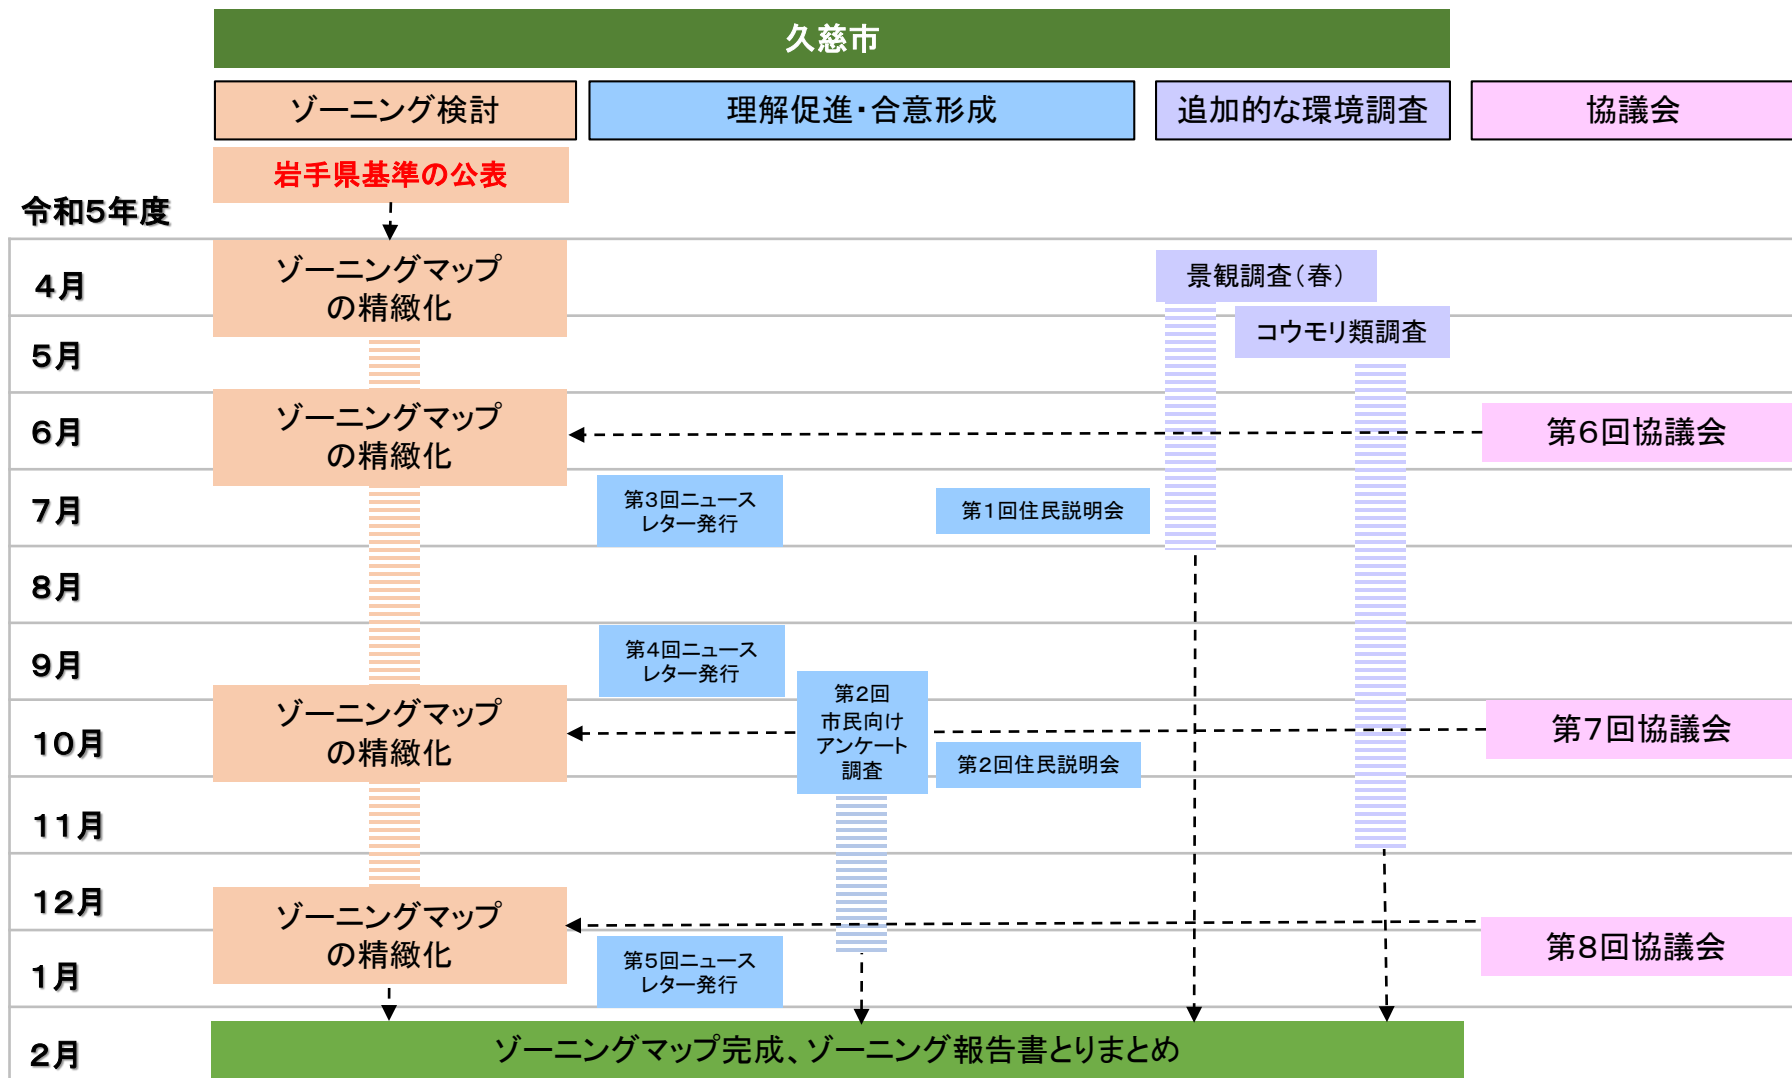 久慈市
ゾーニング検討
理解促進・合意形成
追加的な環境調査
協議会
岩手県基準の公表
令和5年度
4月
ゾーニングマップ
の精緻化
景観調査（春）
コウモリ類調査
5月
6月
ゾーニングマップ
の精緻化
第6回協議会
7月
第3回ニュース
レター発行
第1回住民説明会
8月
9月
第4回ニュース
レター発行
第2回
市民向け
アンケート
調査
10月
ゾーニングマップ
の精緻化
第7回協議会
第2回住民説明会
11月
12月
ゾーニングマップ
の精緻化
第8回協議会
1月
第5回ニュース
レター発行
2月
ゾーニングマップ完成、ゾーニング報告書とりまとめ